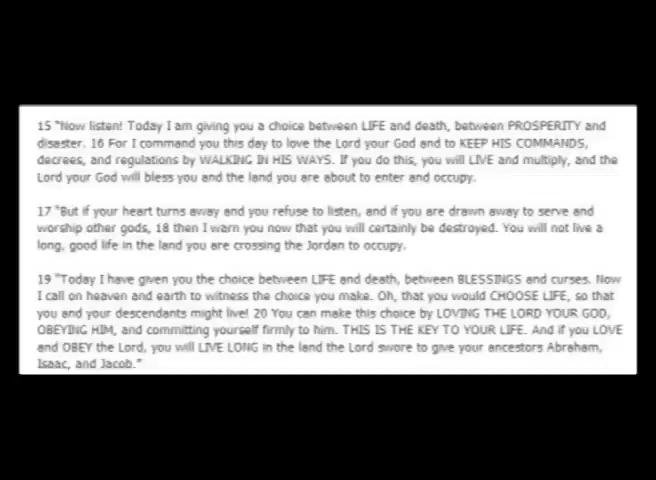 15 "Now listen! Today I am giving you a choice between LIFE and death, between PROSPERITY and
disaster. 16 For I command you this day to love the Lord your God and to KEEP HIS COMMANDS,
decrees, and regulations by WALKING IN HIS WAYS. If you do this, you will LIVE and multiply, and the
Lord your God will bless you and the land you are about to enter and occupy.
17 "But if your heart turns away and you refuse to listen, and if you are drawn away to serve and
worship other gods, 18 then I warn you now that you will certainly be destroyed. You will not live a
long, good life in the land you are crossing the Jordan to occupy.
19 "Today I have given you the choice between LIFE and death, between BLESSINGS and curses. Now
I call on heaven and earth to witness the choice you make. Oh, that you would CHOOSE LIFE, so that
you and your descendants might live! 20 You can make this choice by LOVING THE LORD YOUR GOD,
OBEYING HIM, and committing yourself firmly to him. THIS IS THE KEY TO YOUR LIFE. And if you LOVE
and OBEY the Lord, you will LIVE LONG in the land the Lord swore to give your ancestors Abraham,
Isaac, and Jacob."